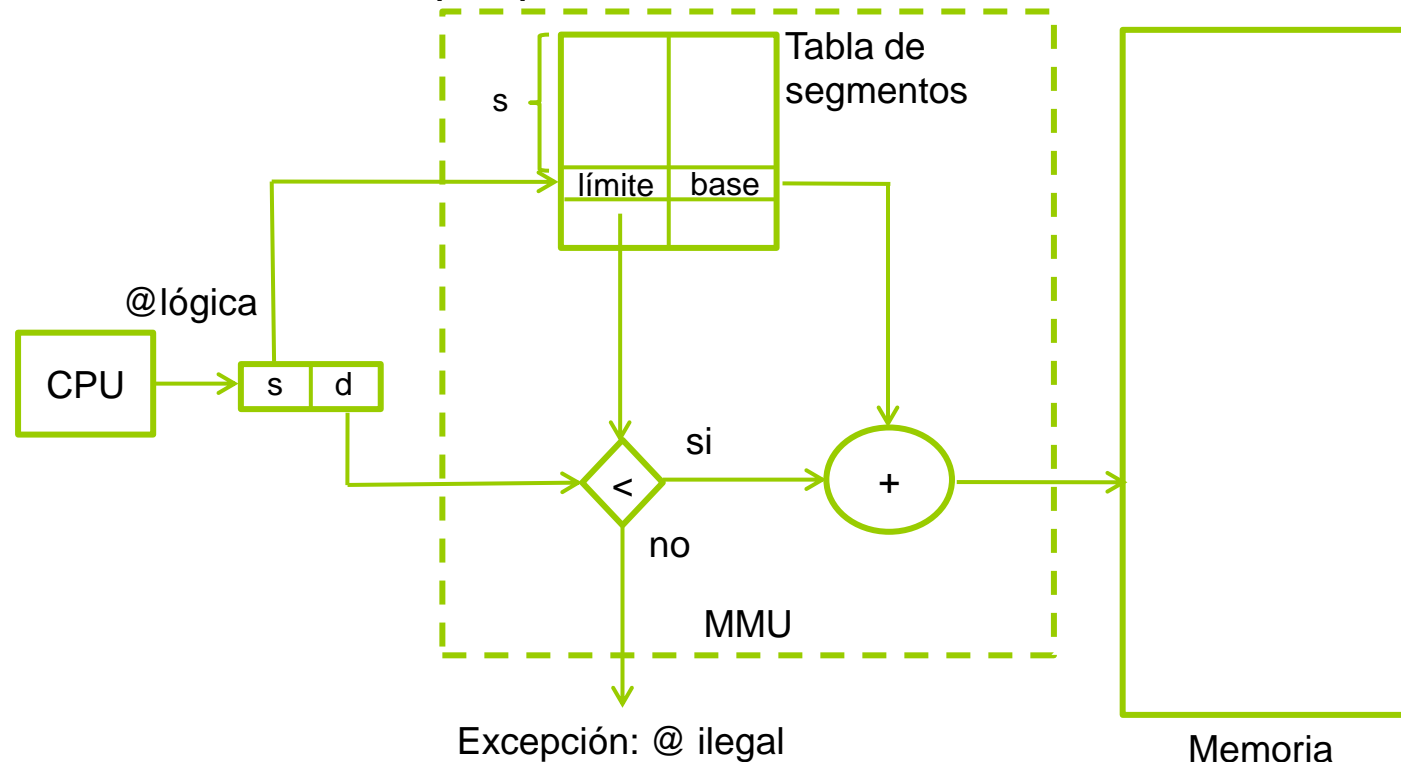 Tabla de
segmentos
s
límite base
@lógica
CPU
s d
si
<
+
no
MMU
Excepción: @ ilegal
Memoria